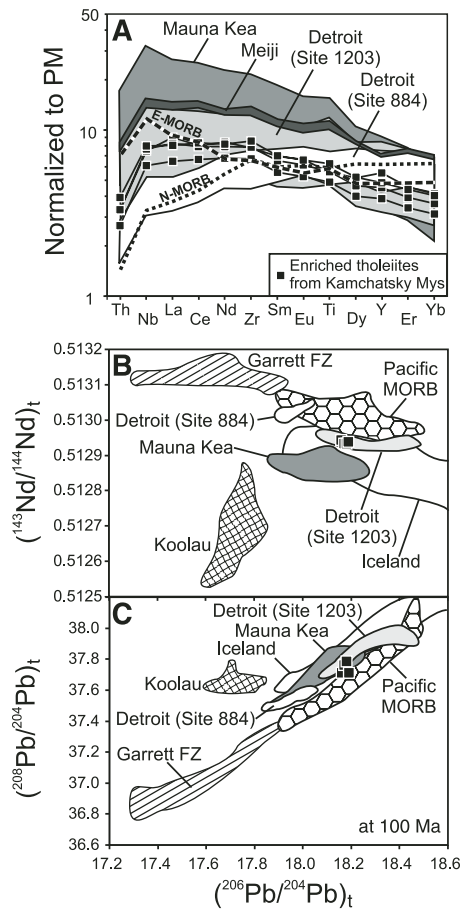 A
50
10
1
Normalized to PM
Mauna Kea
Meiji
Detroit
(Site 1203)
Detroit
(Site 884)
E-MORB
N-MORB
Enriched tholeiites
from Kamchatsky Mys
Th Nb La Ce Nd Zr Sm Eu Ti Dy Y Er Yb
B
0.5132
0.5131
0.5130
0.5129
0.5128
0.5127
0.5126
0.5125
(143Nd/144Nd)t
Garrett FZ
Pacific
MORB
Detroit (Site 884)
Mauna Kea
Koolau
Detroit
(Site 1203)
Iceland
C
38.0
37.8
37.6
37.4
37.2
37.0
36.8
36.6
(208Pb/204Pb)t
Detroit (Site 1203)
Mauna Kea
Iceland
Koolau
Pacific
MORB
Detroit (Site 884)
Garrett FZ
at 100 Ma
17.2 17.4 17.6 17.8 18.0 18.2 18.4 18.6
(206Pb/204Pb)t